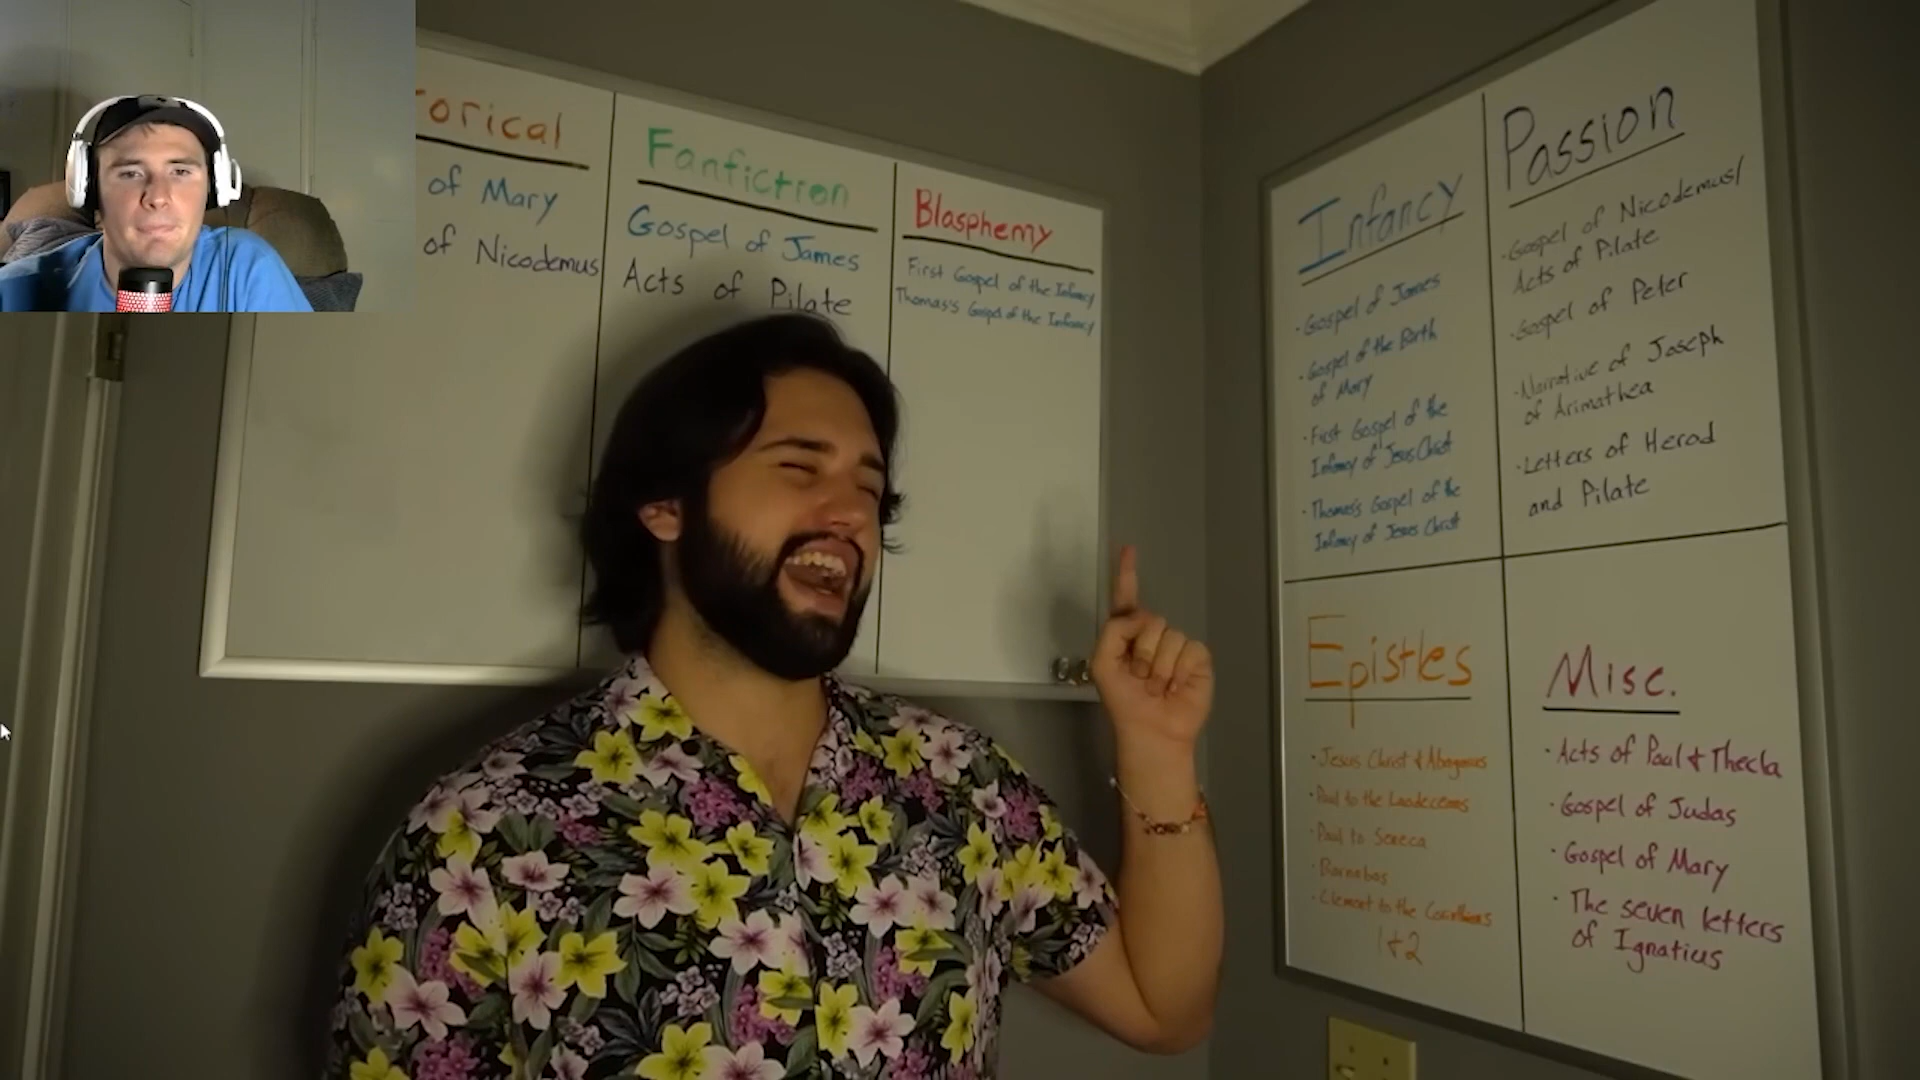 orical
of Mary
of Nicodemus
Fanfiction
Gospel of James
Acts of Pilate
Blasphemy
First Gospel of the Infancy
Thomas's Gospel of the Infancy
Infancy
·Gospel of James
·Gospel of the Birth
of Mary
·First Gospel of the
Infancy of Jesus Christ
·Thomas's Gospel of the
Infancy of Jesus Christ
Passion
·Gospel of Nicodemus/
Acts of Pilate
·Gospel of Peter
·Narrative of Joseph
of Arimathea
·Letters of Herod
and Pilate
Epistles
·Jesus Christ &
·Paul to the
·Paul to Seneca
·Barnabas
·Clement to the Corinthians
1&2
Misc.
·Acts of Paul & Thecla
·Gospel of Judas
·Gospel of Mary
·The seven letters
of Ignatius